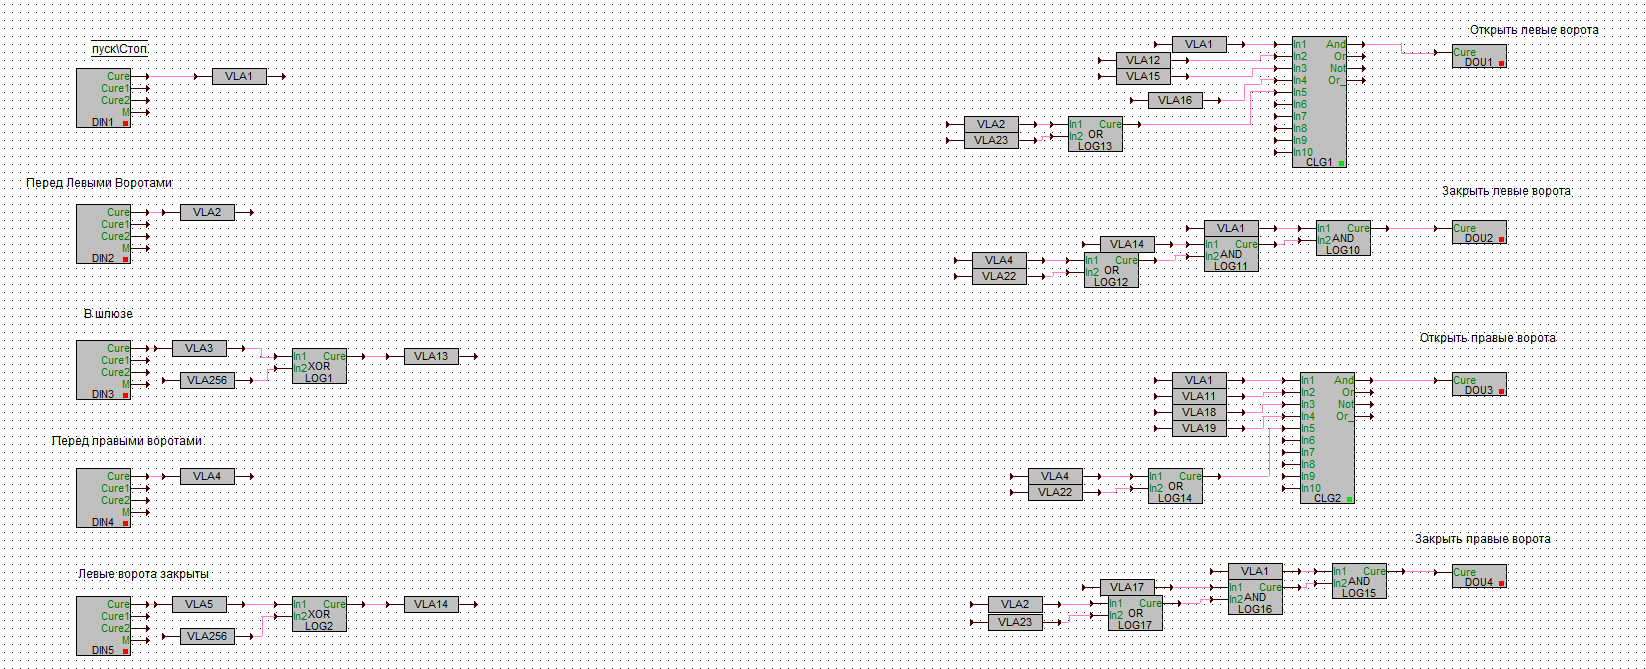 пуск\Стоп
Cure
Cure1
Cure2
M
DIN1
VLA1
Перед Левыми Воротами
Cure
Cure1
Cure2
M
DIN2
VLA2
В шлюзе
Cure
Cure1
Cure2
M
DIN3
VLA3
VLA256
In1 Cure
In2 XOR
LOG1
VLA13
Перед правыми воротами
Cure
Cure1
Cure2
M
DIN4
VLA4
Левые ворота закрыты
Cure
Cure1
Cure2
M
DIN5
VLA5
VLA256
In1 Cure
In2 XOR
LOG2
VLA14
Открыть левые ворота
VLA1
VLA12
VLA15
VLA16
VLA2
VLA23
In1 Cure
In2 OR
LOG13
In1 And
In2 Or
In3 Not
In4 Or_
In5
In6
In7
In8
In9
In10
CLG1
Cure
DOU1
Закрыть левые ворота
VLA1
VLA14
VLA4
VLA22
In1 Cure
In2 OR
LOG12
In1 Cure
In2 AND
LOG11
In1 Cure
In2 AND
LOG10
Cure
DOU2
Открыть правые ворота
VLA1
VLA11
VLA18
VLA19
VLA4
VLA22
In1 Cure
In2 OR
LOG14
In1 And
In2 Or
In3 Not
In4 Or_
In5
In6
In7
In8
In9
In10
CLG2
Cure
DOU3
Закрыть правые ворота
VLA1
VLA17
VLA2
VLA23
In1 Cure
In2 OR
LOG17
In1 Cure
In2 AND
LOG16
In1 Cure
In2 AND
LOG15
Cure
DOU4